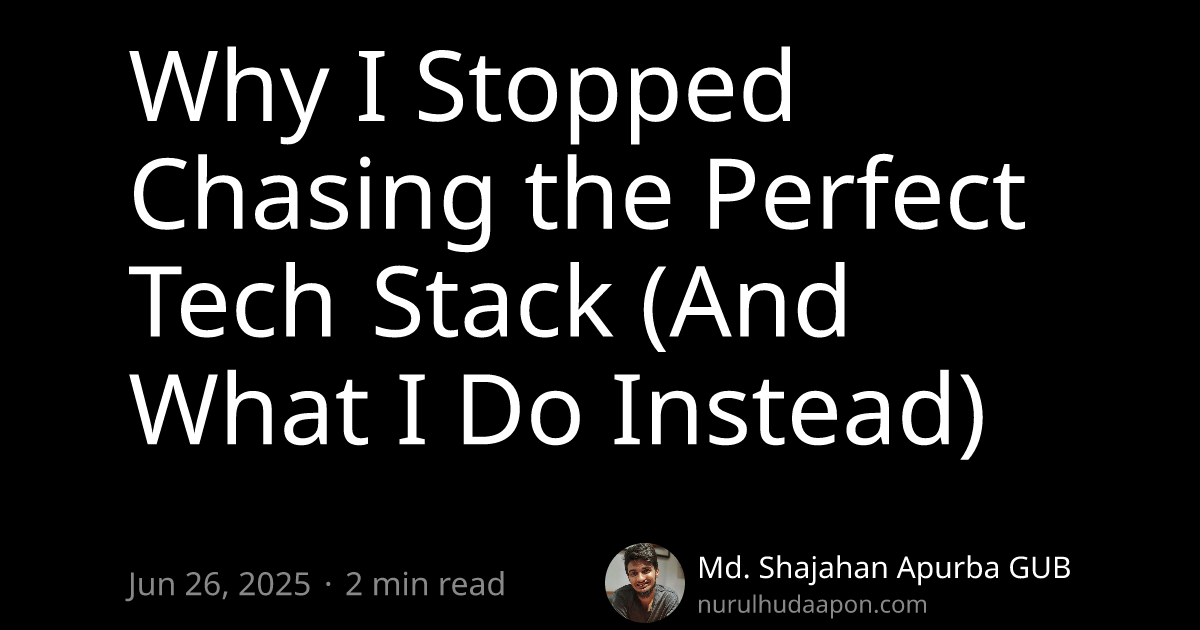 Why I Stopped
Chasing the Perfect
Tech Stack (And
What I Do Instead)
Jun 26, 2025 · 2 min read
Md. Shajahan Apurba GUB
nurulhudaapon.com